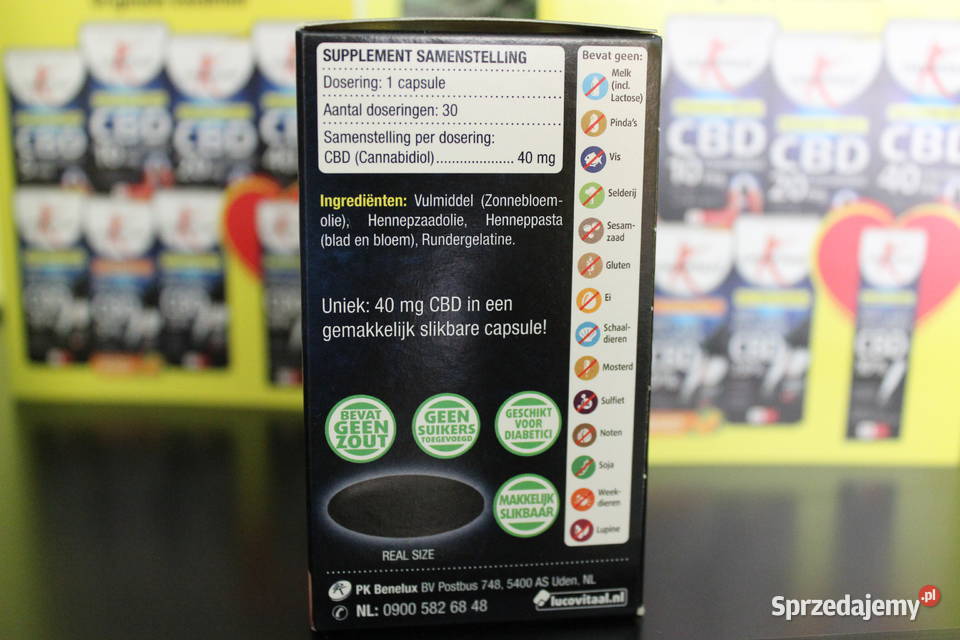 SUPPLEMENT SAMENSTELLING
Dosering: 1 capsule
Aantal doseringen: 30
Samenstelling per dosering:
CBD (Cannabidiol)..................... 40 mg
Ingrediënten: Vulmiddel (Zonnebloem-
olie), Hennepzaadolie, Henneppasta
(blad en bloem), Rundergelatine.
Uniek: 40 mg CBD in een
gemakkelijk slikbare capsule!
BEVAT
GEEN
ZOUT
GEEN
SUIKERS
TOEGEVOEGD
GESCHIKT
VOOR
DIABETICI
MAKKELIJK
SLIKBAAR
REAL SIZE
Bevat geen:
Melk
(incl.
Lactose)
Pinda's
Vis
Selderij
Sesam-
zaad
Gluten
Ei
Schaal-
dieren
Mosterd
Sulfiet
Noten
Soja
Week-
dieren
Lupine
PK Benelux BV Postbus 748, 5400 AS Uden, NL
NL: 0900 582 68 48
lucovitaal.nl
CBD
CBD
CBD
10
CBD
20
CBD
40
CBD
Sprzedajemy.pl